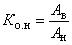 Kо.н = Aв / Aн